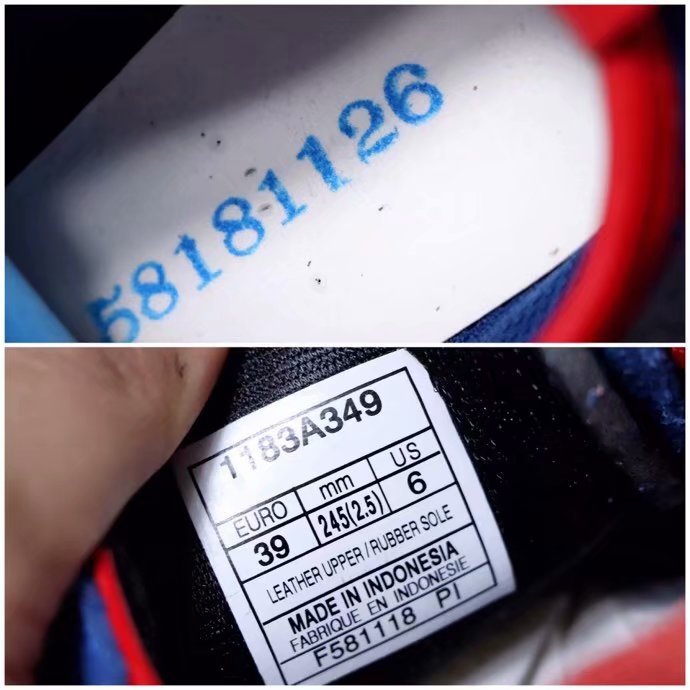 58181126
1183A349
EURO mm US
39 245(2.5) 6
LEATHER UPPER / RUBBER SOLE
MADE IN INDONESIA
FABRIQUE EN INDONESIE
F581118 PI